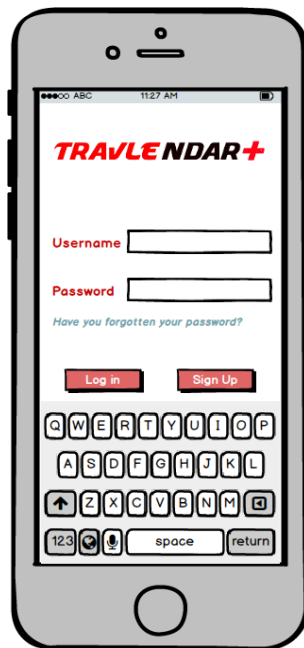 ABC 11:27 AM
TRAVLENDAR+
Username
Password
Have you forgotten your password?
Log in Sign Up
Q W E R T Y U I O P
A S D F G H J K L
Z X C V B N M
123 space return